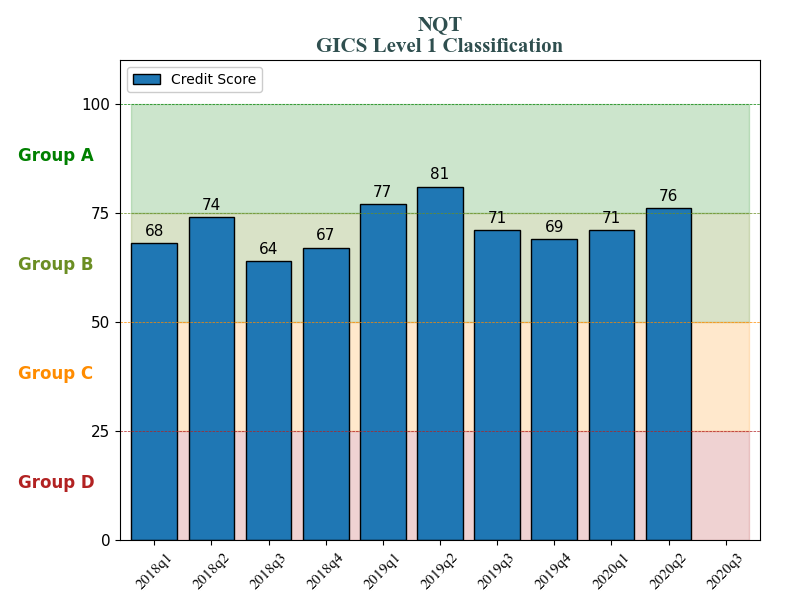 NQT
GICS Level 1 Classification
Credit Score
100
Group A
81
77
76
74
75
71
71
69
68
67
64
Group B
50
Group C
25
Group D
0
2018q1 2018q2 2018q3 2018q4 2019q1 2019q2 2019q3 2019q4 2020q1 2020q2 2020q3